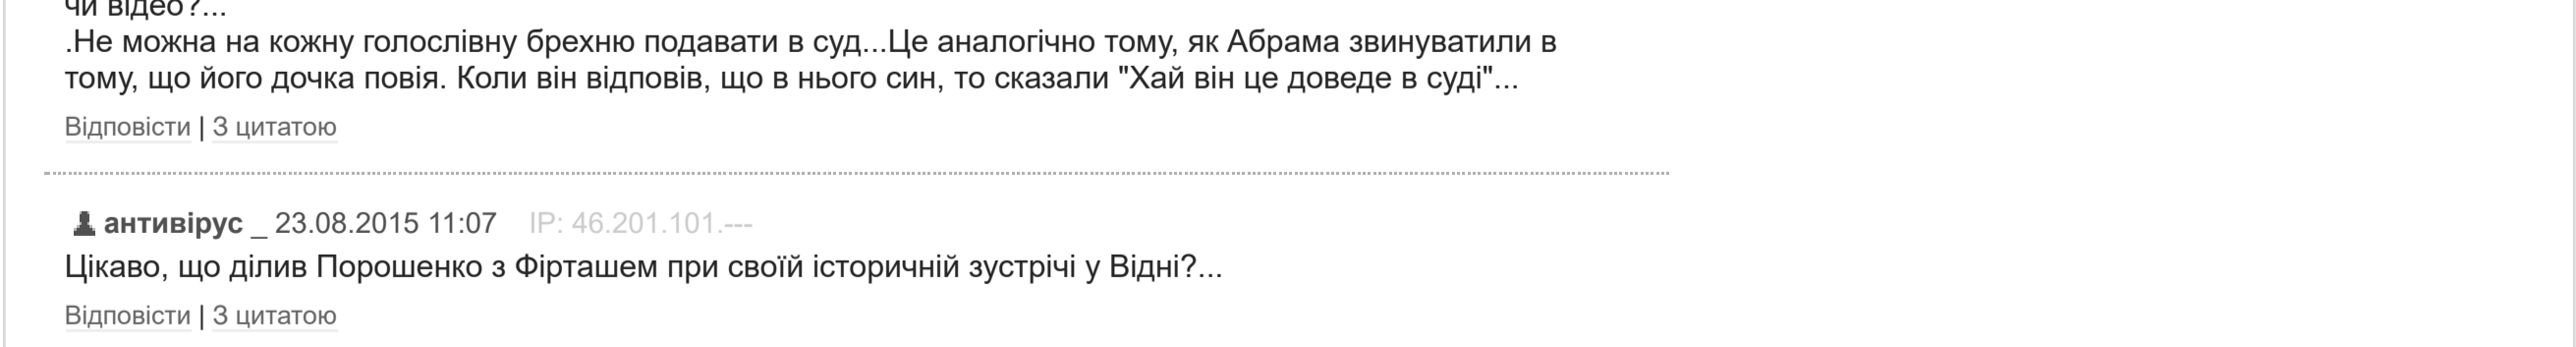 чи відео?...
.Не можна на кожну голослівну брехню подавати в суд...Це аналогічно тому, як Абрама звинуватили в
тому, що його дочка повія. Коли він відповів, що в нього син, то сказали "Хай він це доведе в суді"...
Відповісти | З цитатою
антивірус _ 23.08.2015 11:07 IP: 46.201.101.---
Цікаво, що ділив Порошенко з Фірташем при своїй історичній зустрічі у Відні?...
Відповісти | З цитатою